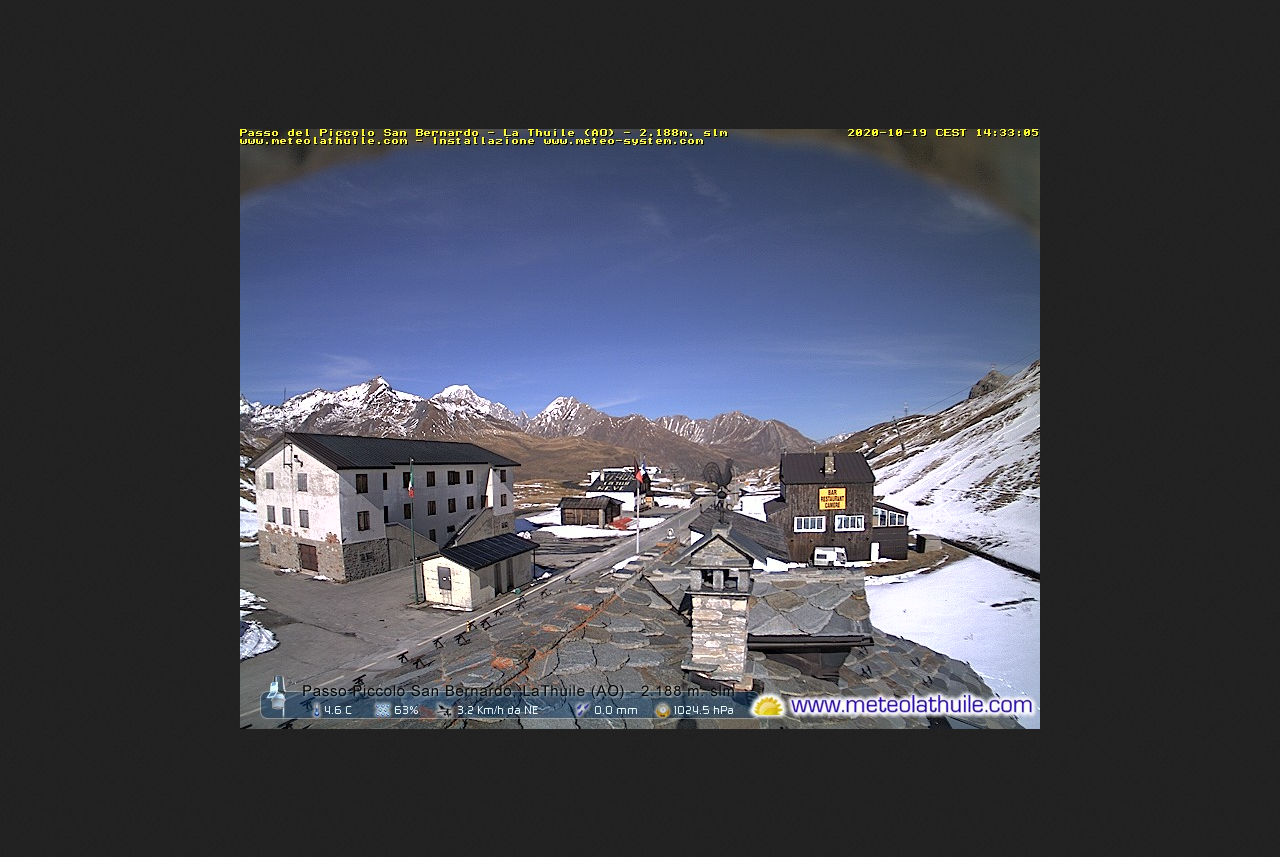 Passo del Piccolo San Bernardo - La Thuile (AO) - 2.188m. slm
2020-10-19 CEST 14:33:05
www.meteolathuile.com - Installazione www.meteo-system.com
BAR
RESTAURANT
CAMERE
Passo Piccolo San Bernardo, LaThuile (AO) - 2.188 m. slm
4.6 C 63% 3.2 Km/h da NE 0.0 mm 1024.5 hPa
www.meteolathuile.com